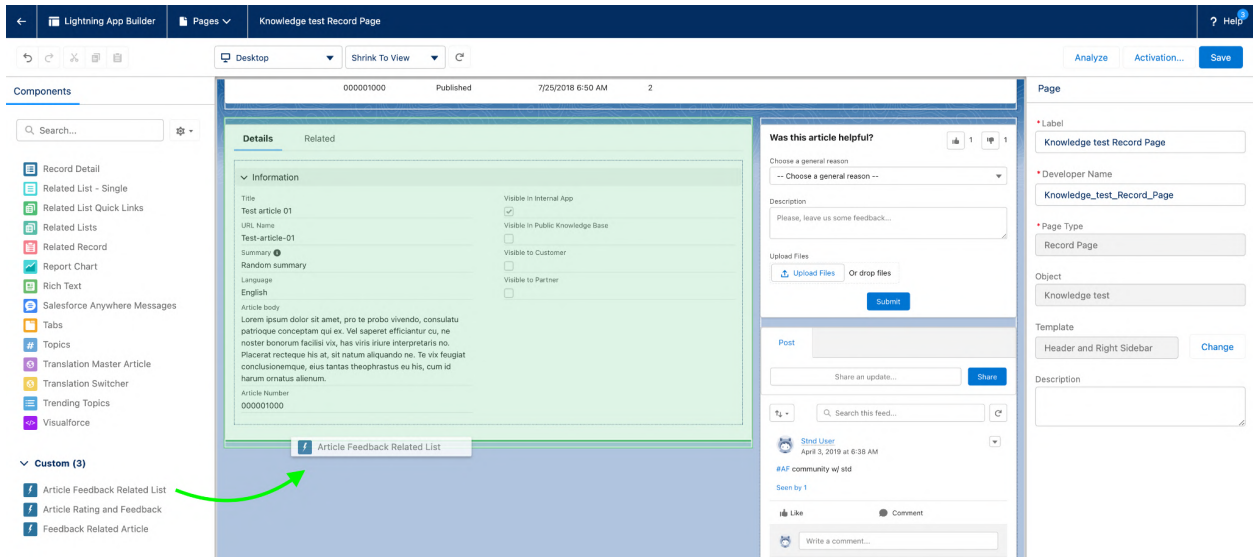 Lightning App Builder
Pages
Knowledge test Record Page
? Help
3
Desktop
Shrink To View
Analyze
Activation...
Save
Components
Search...
Record Detail
Related List - Single
Related List Quick Links
Related Lists
Related Record
Report Chart
Rich Text
Salesforce Anywhere Messages
Tabs
Topics
Translation Master Article
Translation Switcher
Trending Topics
Visualforce
Custom (3)
Article Feedback Related List
Article Rating and Feedback
Feedback Related Article
000001000 Published 7/25/2018 6:50 AM 2
Details Related
Information
Title
Test article 01
URL Name
Test-article-01
Summary
Random summary
Language
English
Article body
Lorem ipsum dolor sit amet, pro te probo vivendo, consulatu
patrioque conceptam qui ex. Vel saperet efficiantur cu, ne
noster bonorum facilisi vix, has viris iriure interpretaris no.
Placerat recteque his at, sit natum aliquando ne. Te vix feugiat
conclusionemque, eius tantas theophrastus eu his, cum id
harum ornatus alienum.
Article Number
000001000
Visible In Internal App
Visible In Public Knowledge Base
Visible to Customer
Visible to Partner
Article Feedback Related List
Was this article helpful?
1 1
Choose a general reason
-- Choose a general reason --
Description
Please, leave us some feedback...
Upload Files
Upload Files Or drop files
Submit
Post
Share an update...
Share
Search this feed...
Stnd User
April 3, 2019 at 6:38 AM
#AF community w/ std
Seen by 1
Like Comment
Write a comment...
Page
*Label
Knowledge test Record Page
*Developer Name
Knowledge_test_Record_Page
*Page Type
Record Page
Object
Knowledge test
Template
Header and Right Sidebar
Change
Description